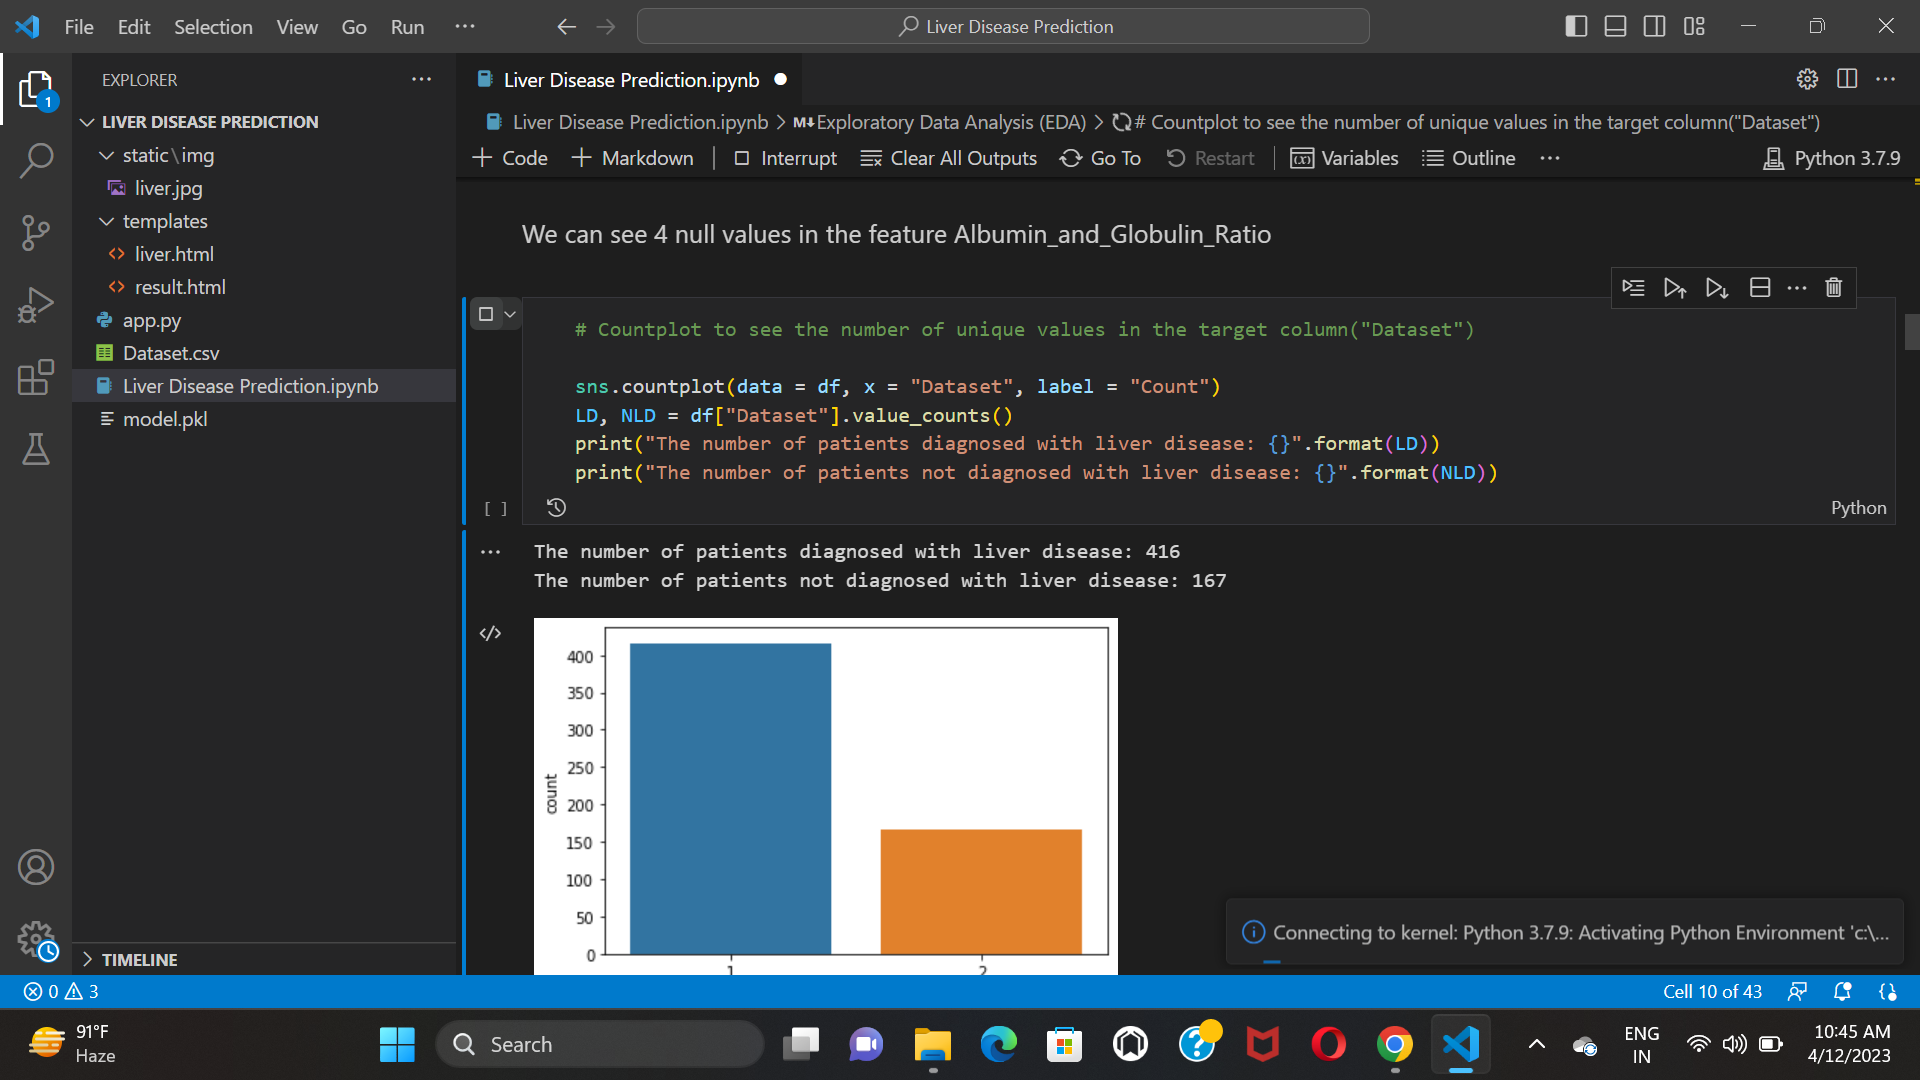 File Edit Selection View Go Run ··· Liver Disease Prediction
EXPLORER
1
LIVER DISEASE PREDICTION
static\img
liver.jpg
templates
liver.html
result.html
app.py
Dataset.csv
Liver Disease Prediction.ipynb
model.pkl
TIMELINE
Liver Disease Prediction.ipynb
Liver Disease Prediction.ipynb > M↓Exploratory Data Analysis (EDA) > # Countplot to see the number of unique values in the target column("Dataset")
+ Code + Markdown | Interrupt Clear All Outputs Go To Restart | Variables Outline ··· Python 3.7.9
We can see 4 null values in the feature Albumin_and_Globulin_Ratio
# Countplot to see the number of unique values in the target column("Dataset")
sns.countplot(data = df, x = "Dataset", label = "Count")
LD, NLD = df["Dataset"].value_counts()
print("The number of patients diagnosed with liver disease: {}".format(LD))
print("The number of patients not diagnosed with liver disease: {}".format(NLD))
[ ] Python
The number of patients diagnosed with liver disease: 416
The number of patients not diagnosed with liver disease: 167
400
350
300
250
200
150
100
50
0
count
1 2
Connecting to kernel: Python 3.7.9: Activating Python Environment 'c:\...
0 3 Cell 10 of 43
91°F
Haze
Search
ENG
IN
10:45 AM
4/12/2023